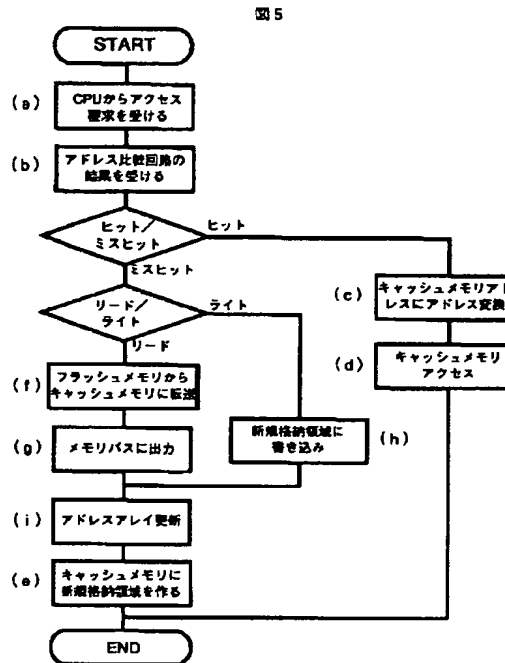 図5
START
(a)
CPUからアクセス
要求を受ける
(b)
アドレス比較回路の
結果を受ける
ヒット/
ミスヒット
ヒット
ミスヒット
(c)
キャッシュメモリアド
レスにアドレス変換
リード/
ライト
ライト
リード
(d)
キャッシュメモリ
アクセス
(f)
フラッシュメモリから
キャッシュメモリに転送
(g)
メモリバスに出力
新規格納領域に
書き込み
(h)
(i)
アドレスアレイ更新
(e)
キャッシュメモリに
新規格納領域を作る
END